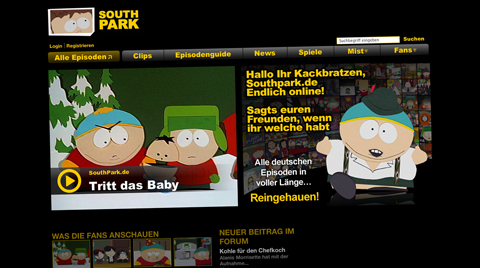 SOUTH
PARK
Login | Registrieren
Suchbegriff eingeben
Suchen
Alle Episoden
Clips
Episodenguide
News
Spiele
Mist
Fans
Hallo Ihr Kackbratzen,
Southpark.de
Endlich online!
Sagts euren
Freunden, wenn
ihr welche habt
Alle deutschen
Episoden in
voller Länge...
Reingehauen!
SouthPark.de
Tritt das Baby
WAS DIE FANS ANSCHAUEN
NEUER BEITRAG IM
FORUM
Kohle für den Chefkoch
Alanis Morrisette hat mit der
Aufnahme...